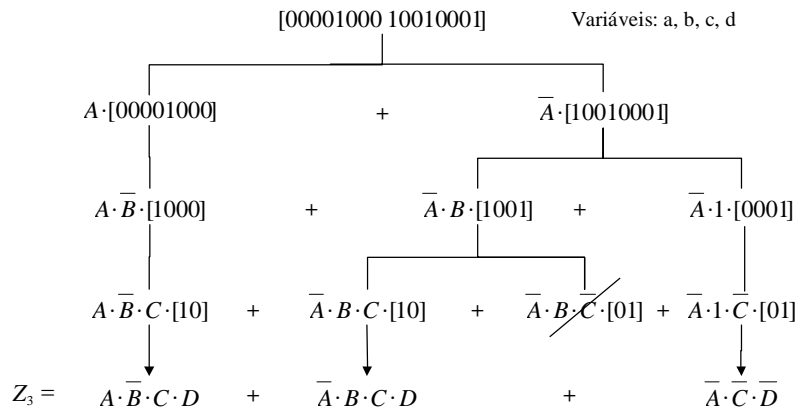 [00001000 10010001] Variáveis: a, b, c, d
A·[00001000] + A̅·[10010001]
A·B̅·[1000] + A̅·B·[1001] + A̅·1·[0001]
A·B̅·C·[10] + A̅·B·C·[10] + A̅·B·C̅·[01] + A̅·1·C̅·[01]
Z₃ = A·B̅·C·D + A̅·B·C·D + A̅·C̅·D̅